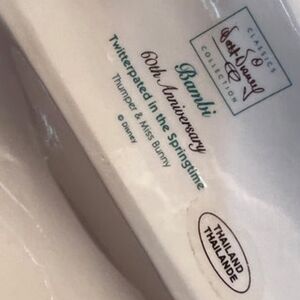 CLASSICS
Walt Disney
COLLECTION
Bambi
60th Anniversary
Twitterpated in the Springtime
Thumper & Miss Bunny
© Disney
THAILAND
THAILANDE